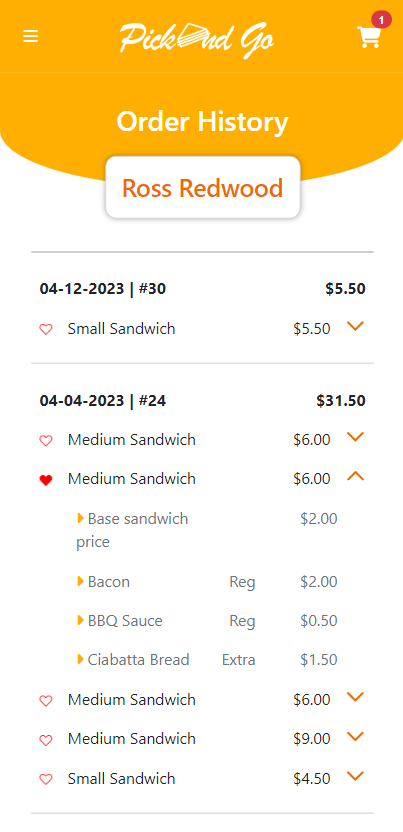 Pick And Go
1
Order History
Ross Redwood
04-12-2023 | #30 $5.50
Small Sandwich $5.50
04-04-2023 | #24 $31.50
Medium Sandwich $6.00
Medium Sandwich $6.00
Base sandwich $2.00
price
Bacon Reg $2.00
BBQ Sauce Reg $0.50
Ciabatta Bread Extra $1.50
Medium Sandwich $6.00
Medium Sandwich $9.00
Small Sandwich $4.50